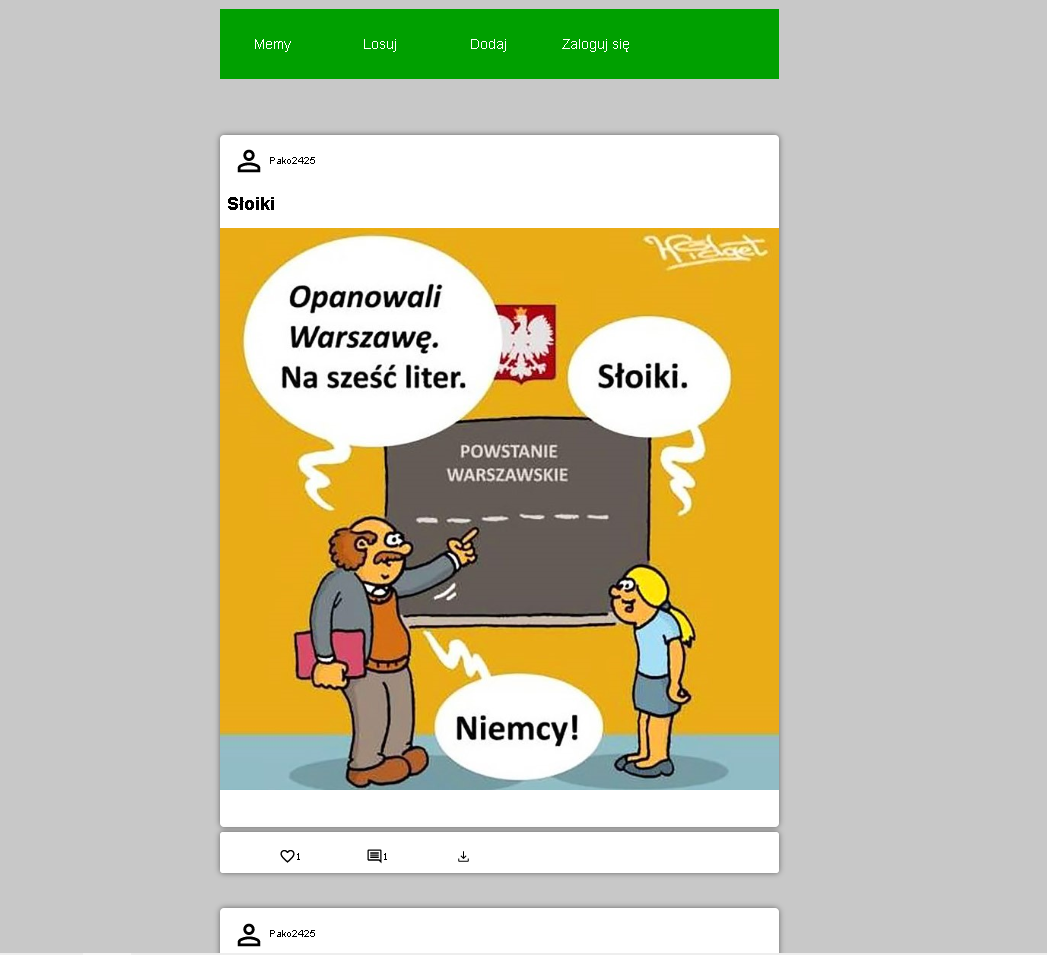 Memy Losuj Dodaj Zaloguj się
Pako2425
Słoiki
Opanowali
Warszawę.
Na sześć liter.
Słoiki.
POWSTANIE
WARSZAWSKIE
Niemcy!
1 1
Pako2425